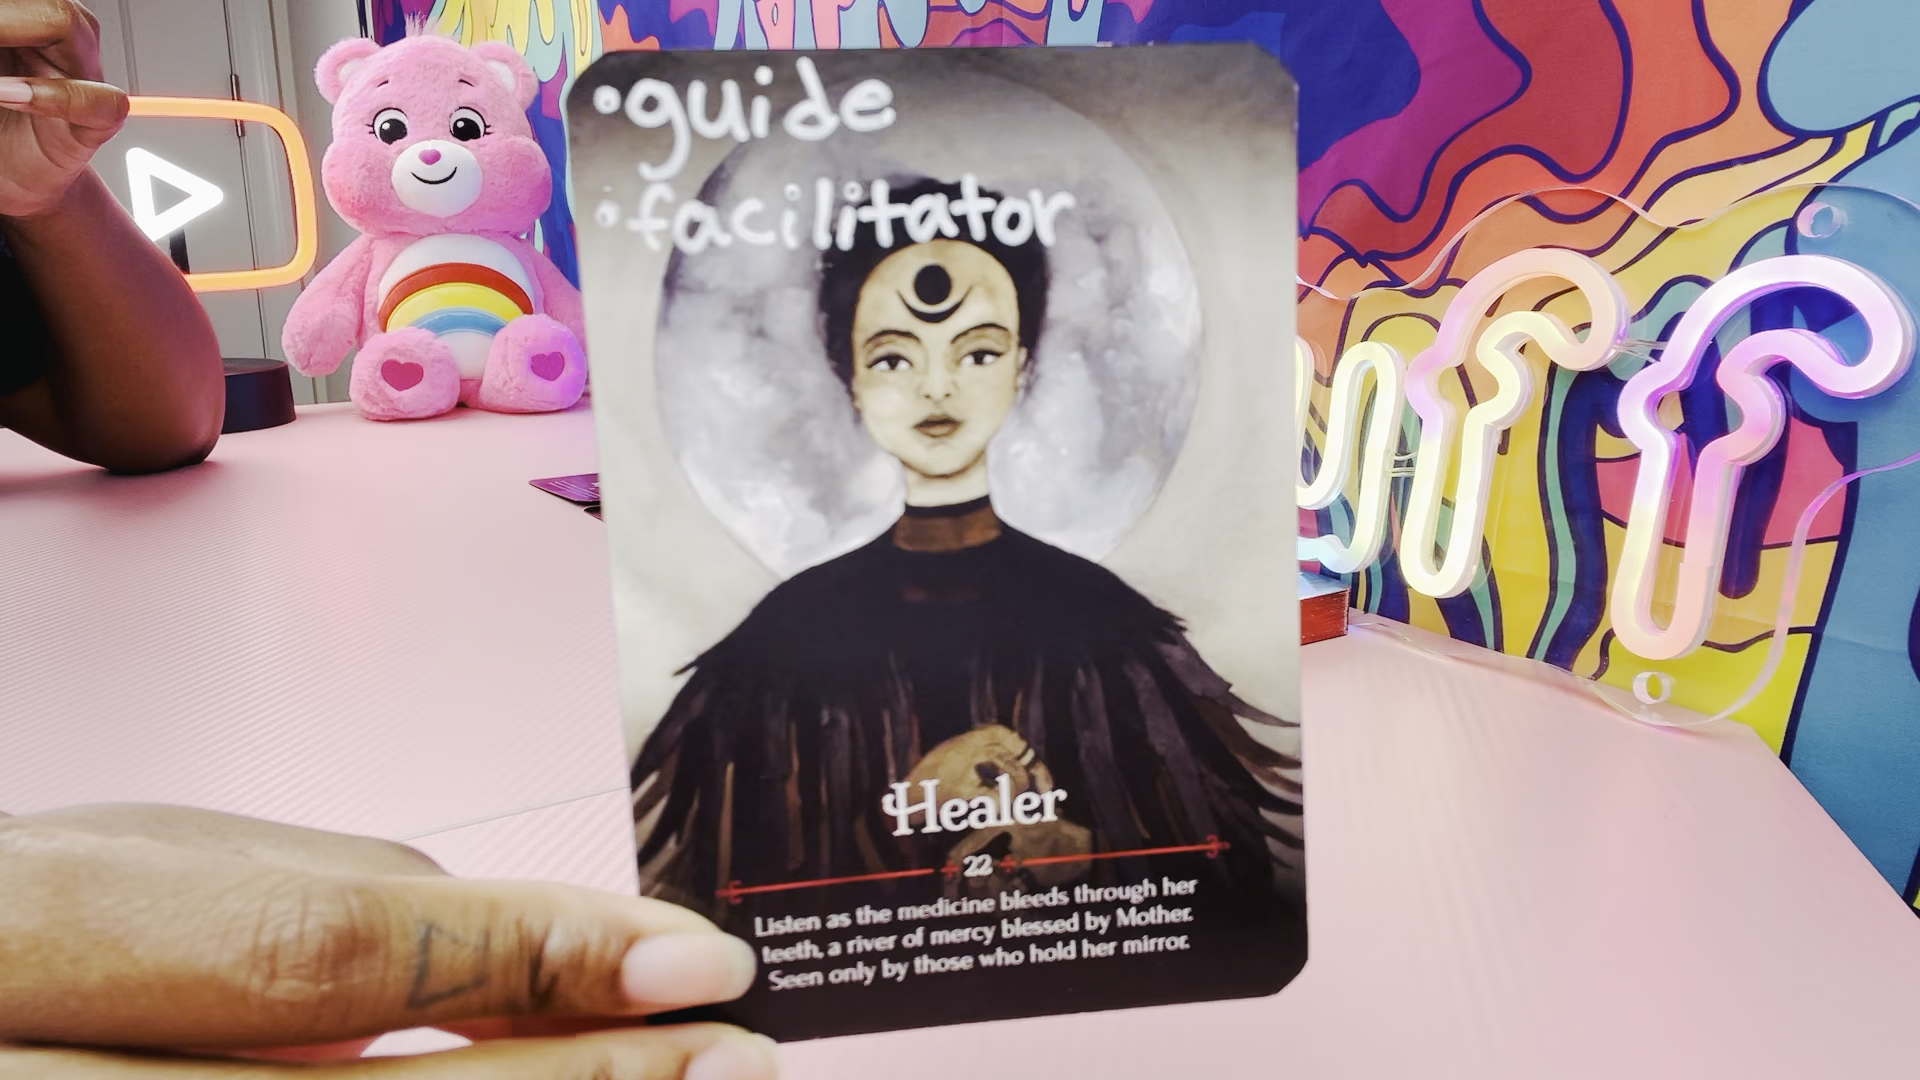 •guide
•facilitator
Healer
22
Listen as the medicine bleeds through her
teeth, a river of mercy blessed by Mother.
Seen only by those who hold her mirror.